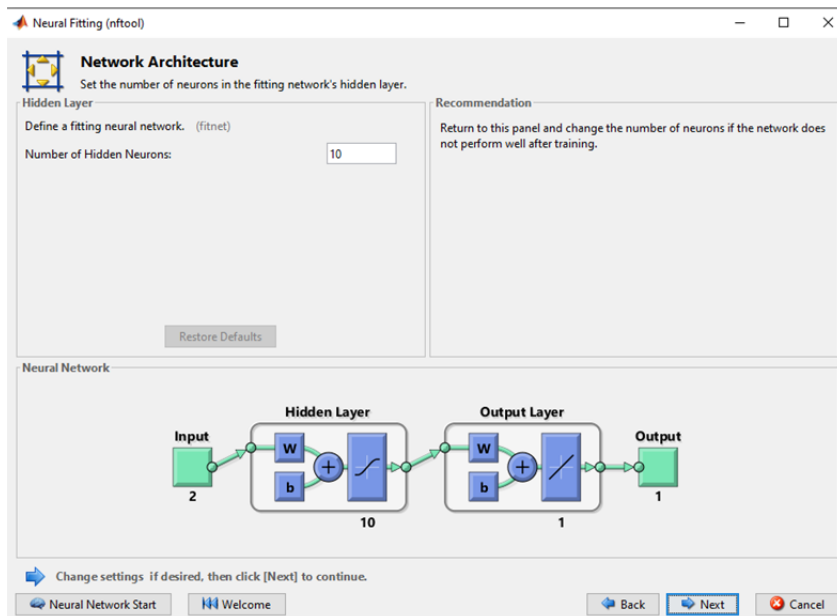 Neural Fitting (nftool)
Network Architecture
Set the number of neurons in the fitting network's hidden layer.
Hidden Layer
Define a fitting neural network. (fitnet)
Number of Hidden Neurons: 10
Restore Defaults
Recommendation
Return to this panel and change the number of neurons if the network does
not perform well after training.
Neural Network
Hidden Layer Output Layer
Input Output
W W
b b
+ +
2 10 1 1
Change settings if desired, then click [Next] to continue.
Neural Network Start Welcome Back Next Cancel